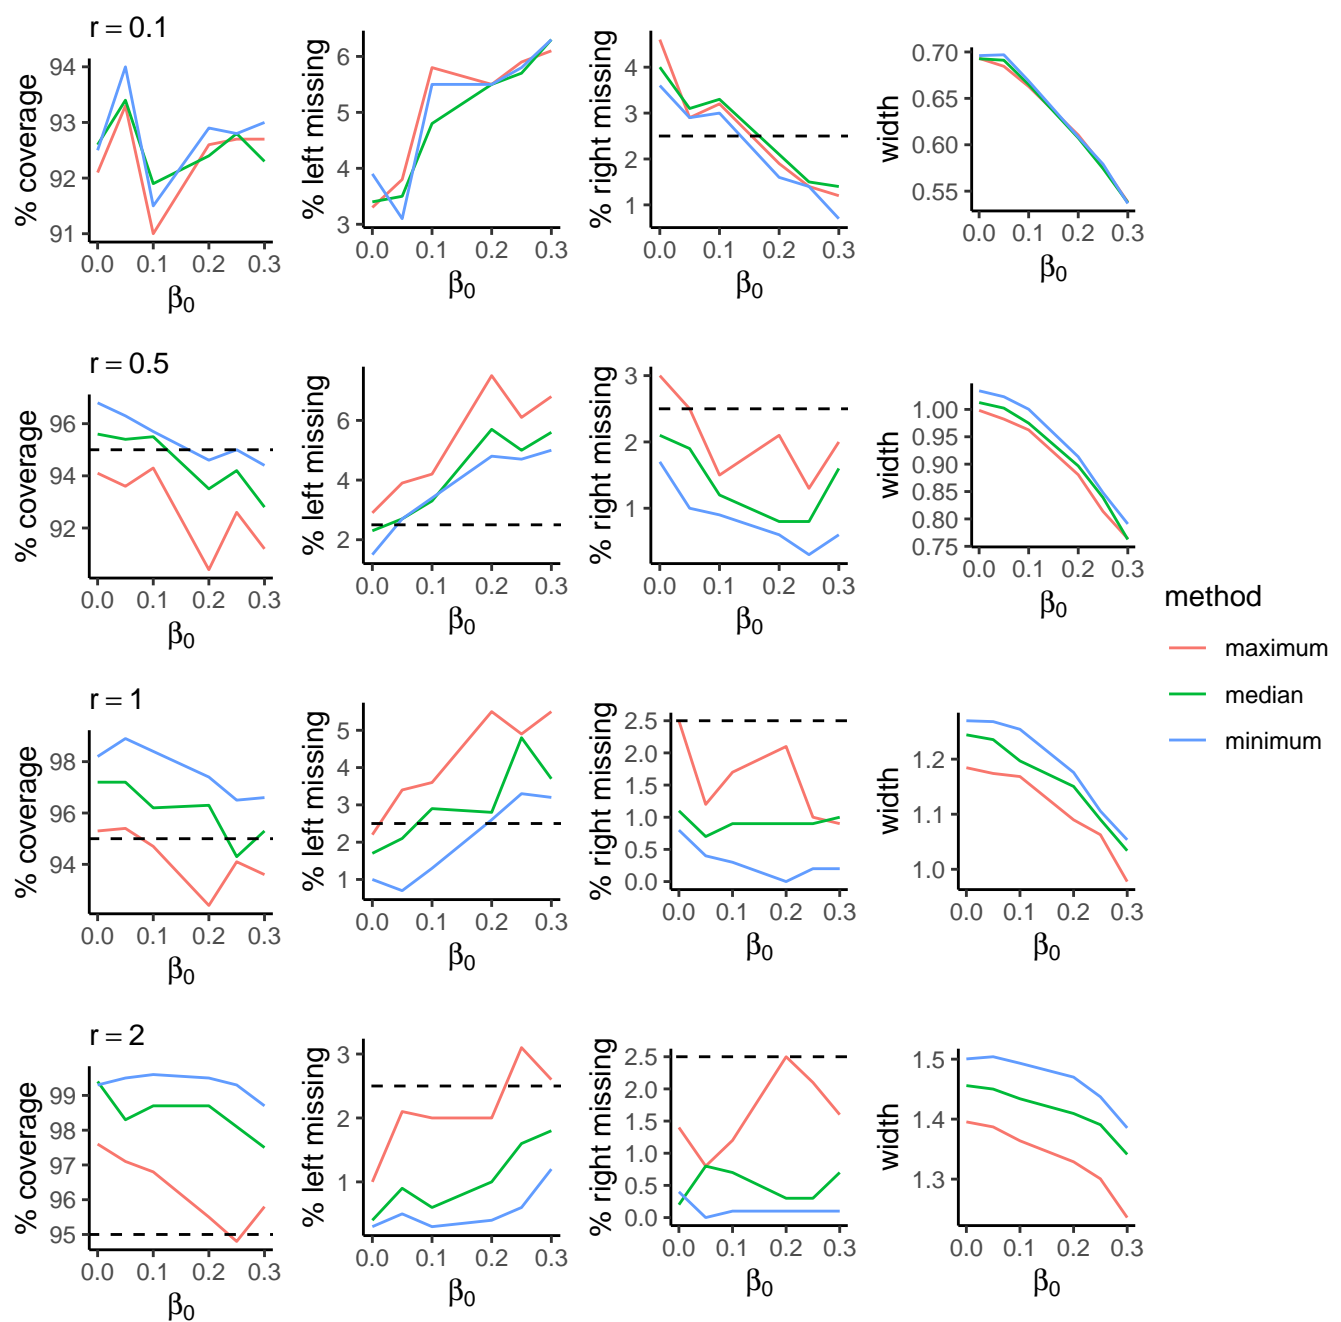 r = 0.1
% coverage
94
93
92
91
0.0 0.1 0.2 0.3
β0
% left missing
6
5
4
3
0.0 0.1 0.2 0.3
β0
% right missing
4
3
2
1
0.0 0.1 0.2 0.3
β0
width
0.70
0.65
0.60
0.55
0.0 0.1 0.2 0.3
β0
r = 0.5
% coverage
96
94
92
0.0 0.1 0.2 0.3
β0
% left missing
6
4
2
0.0 0.1 0.2 0.3
β0
% right missing
3
2
1
0.0 0.1 0.2 0.3
β0
width
1.00
0.95
0.90
0.85
0.80
0.75
0.0 0.1 0.2 0.3
β0
method
maximum
median
minimum
r = 1
% coverage
98
96
94
0.0 0.1 0.2 0.3
β0
% left missing
5
4
3
2
1
0.0 0.1 0.2 0.3
β0
% right missing
2.5
2.0
1.5
1.0
0.5
0.0
0.0 0.1 0.2 0.3
β0
width
1.2
1.1
1.0
0.0 0.1 0.2 0.3
β0
r = 2
% coverage
99
98
97
96
95
0.0 0.1 0.2 0.3
β0
% left missing
3
2
1
0.0 0.1 0.2 0.3
β0
% right missing
2.5
2.0
1.5
1.0
0.5
0.0
0.0 0.1 0.2 0.3
β0
width
1.5
1.4
1.3
0.0 0.1 0.2 0.3
β0